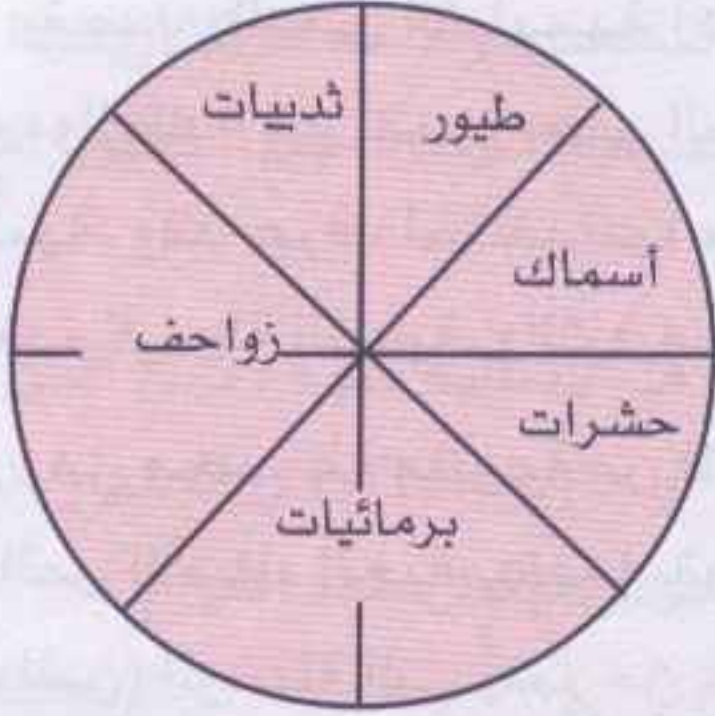 طيور
ثدييات
أسماك
زواحف
حشرات
برمائيات